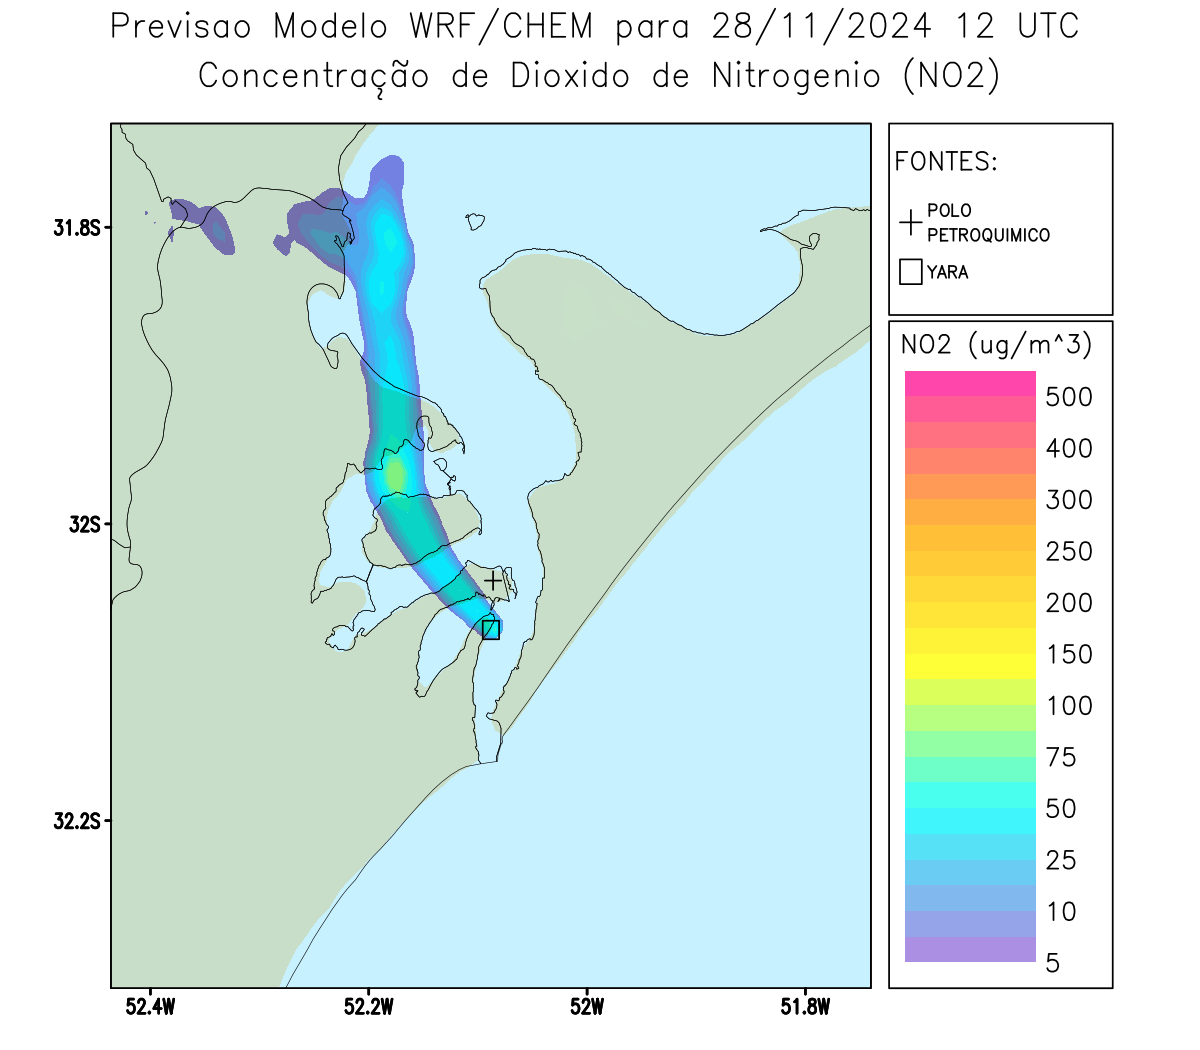 Previsao Modelo WRF/CHEM para 28/11/2024 12 UTC
Concentração de Dioxido de Nitrogenio (NO2)
FONTES:
POLO
PETROQUIMICO
YARA
NO2 (ug/m^3)
500
400
300
250
200
150
100
75
50
25
10
5
31.8S
32S
32.2S
52.4W
52.2W
52W
51.8W